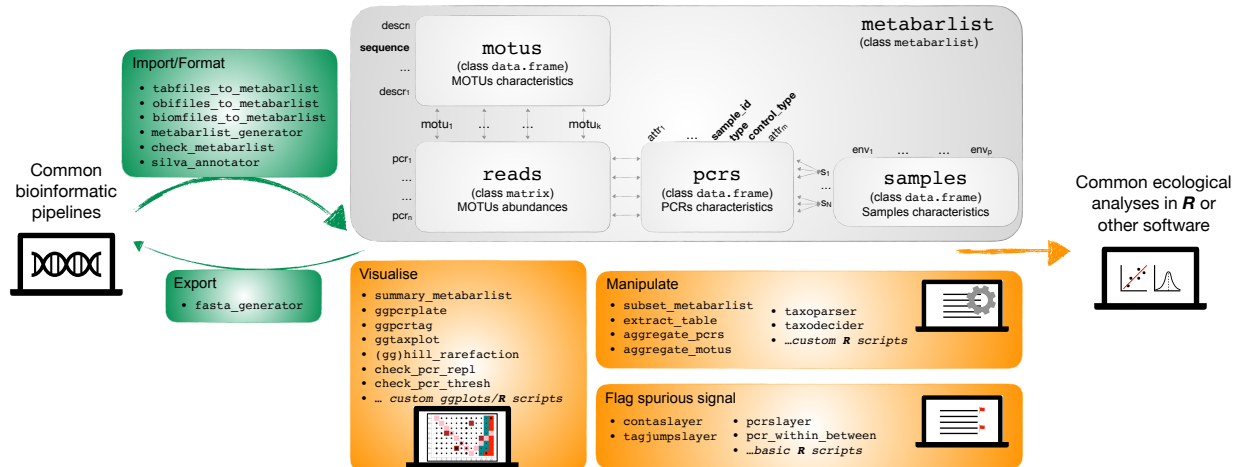 Common
bioinformatic
pipelines
Import/Format
• tabfiles_to_metabarlist
• obifiles_to_metabarlist
• biomfiles_to_metabarlist
• metabarlist_generator
• check_metabarlist
• silva_annotator
Export
• fasta_generator
metabarlist
(class metabarlist)
descrl
sequence
...
descr1
motus
(class data.frame)
MOTUs characteristics
motu1 ... ... motuk
pcr1
...
...
pcrn
reads
(class matrix)
MOTUs abundances
attr1 ... sample_id type control_type attrm
pcrs
(class data.frame)
PCRs characteristics
env1 ... ... envp
s1
...
sN
samples
(class data.frame)
Samples characteristics
Visualise
• summary_metabarlist
• ggpcrplate
• ggpcrtag
• ggtaxplot
• (gg)hill_rarefaction
• check_pcr_repl
• check_pcr_thresh
• … custom ggplots/R scripts
Manipulate
• subset_metabarlist
• extract_table
• aggregate_pcrs
• aggregate_motus
• taxoparser
• taxodecider
• …custom R scripts
Flag spurious signal
• contaslayer
• tagjumpslayer
• pcrslayer
• pcr_within_between
• …basic R scripts
Common ecological
analyses in R or
other software